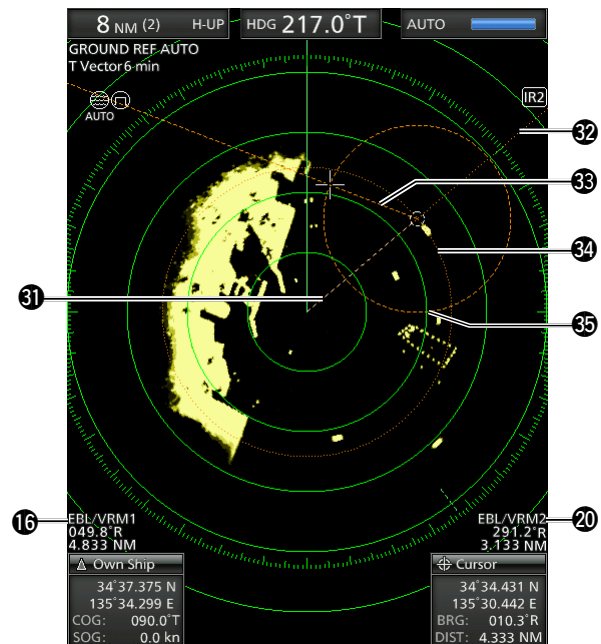 8 NM (2) H-UP HDG 217.0°T AUTO
GROUND REF AUTO
T Vector 6 min
AUTO
IR2
32
33
34
31
35
16 EBL/VRM1
049.8°R
4.833 NM
EBL/VRM2 20
291.2°R
3.133 NM
Own Ship
34°37.375 N
135°34.299 E
COG: 090.0°T
SOG: 0.0 kn
Cursor
34°34.431 N
135°30.442 E
BRG: 010.3°R
DIST: 4.333 NM